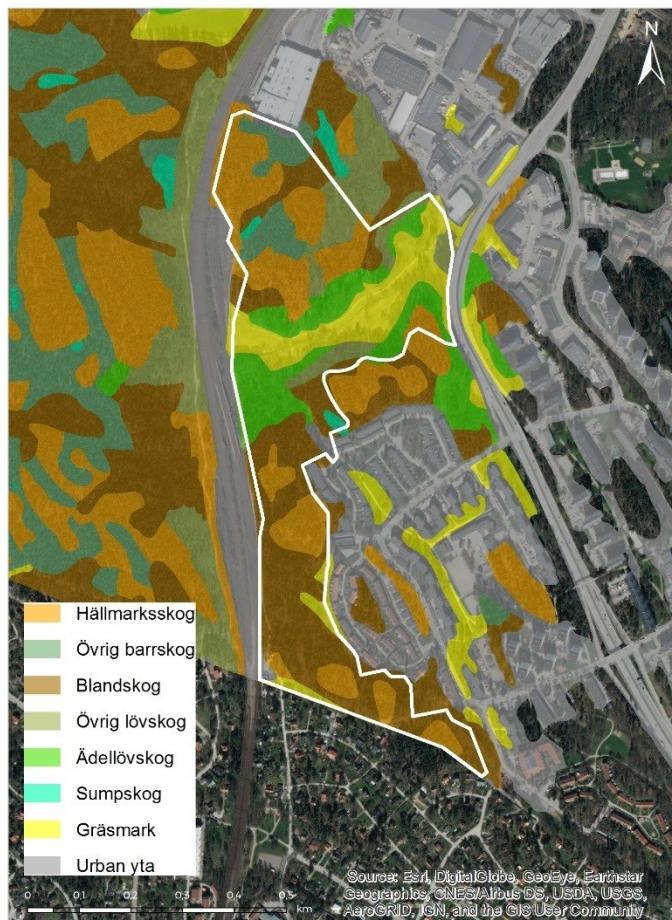 N
Hällmarksskog
Övrig barrskog
Blandskog
Övrig lövskog
Ädellövskog
Sumpskog
Gräsmark
Urban yta
Source: Esri, DigitalGlobe, GeoEye, Earthstar
Geographics, CNES/Airbus DS, USDA, USGS,
AeroGRID, IGN, and the GIS User Community
0 0,1 0,2 0,3 0,4 0,5
km